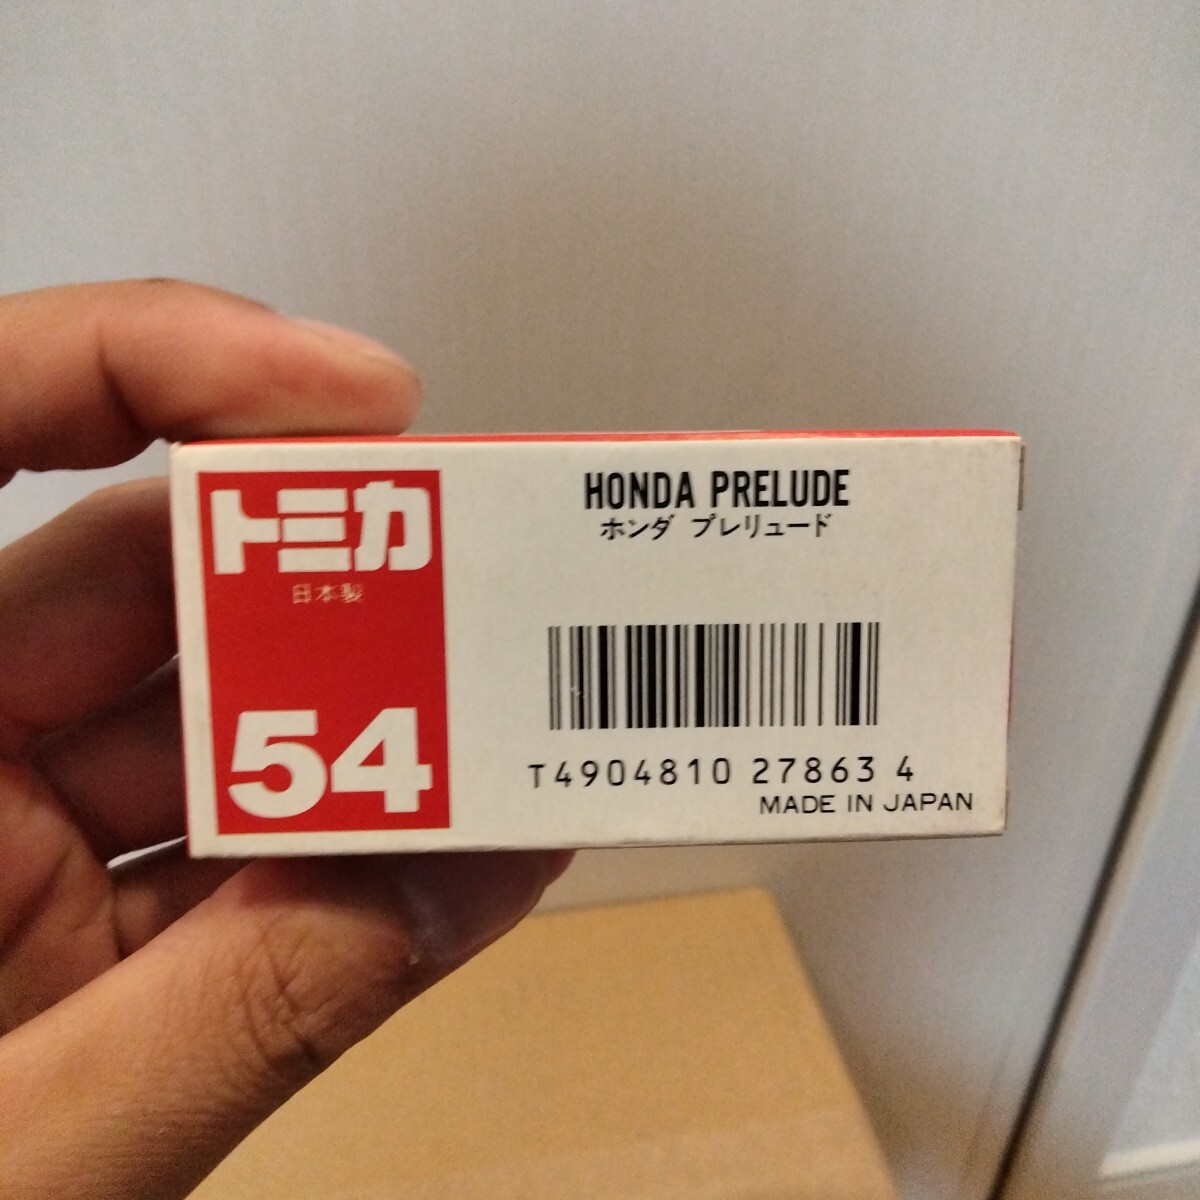 トミカ
日本製
54
HONDA PRELUDE
ホンダ プレリュード
T4904810 27863 4
MADE IN JAPAN